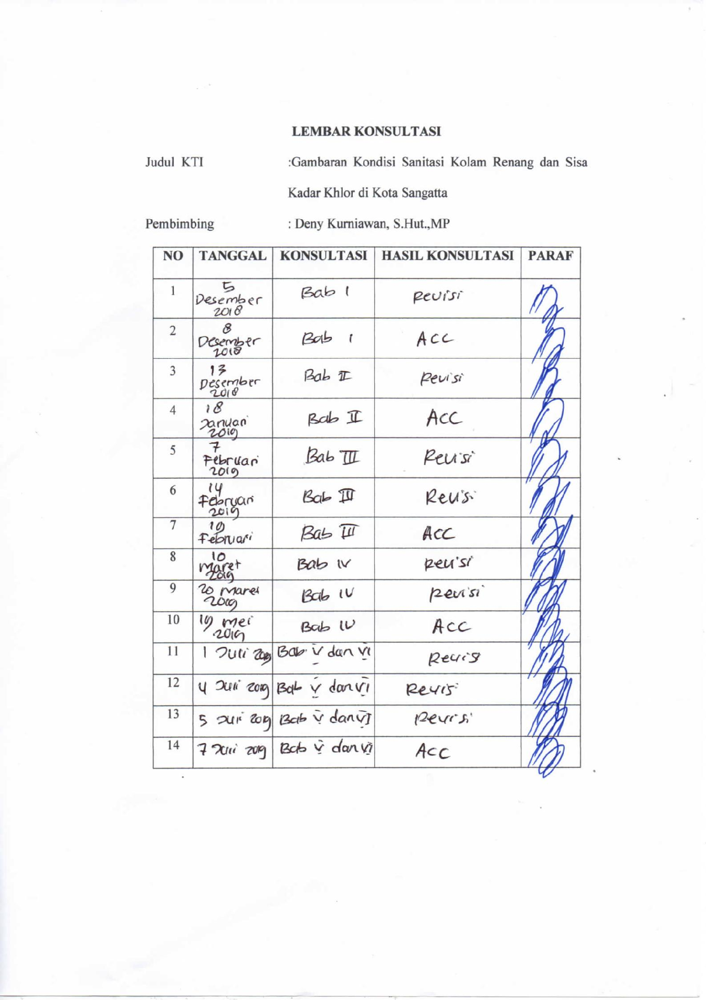 LEMBAR KONSULTASI
Judul KTI :Gambaran Kondisi Sanitasi Kolam Renang dan Sisa
Kadar Khlor di Kota Sangatta
Pembimbing : Deny Kurniawan, S.Hut.,MP
NO TANGGAL KONSULTASI HASIL KONSULTASI PARAF
1 5 Desember 2018 Bab I Revisi
2 8 Desember 2018 Bab I ACC
3 13 Desember 2018 Bab II Revisi
4 18 Januari 2019 Bab II ACC
5 7 Februari 2019 Bab III Revisi
6 14 Februari 2019 Bab III Revisi
7 19 Februari Bab III ACC
8 10 Maret 2019 Bab IV Revisi
9 20 Maret 2019 Bab IV Revisi
10 19 mei 2019 Bab IV ACC
11 1 Juli 2019 Bab V dan VI Revisi
12 4 Juli 2019 Bab V dan VI Revisi
13 5 Juli 2019 Bab V dan VI Revisi
14 7 Juli 2019 Bab V dan VI ACC